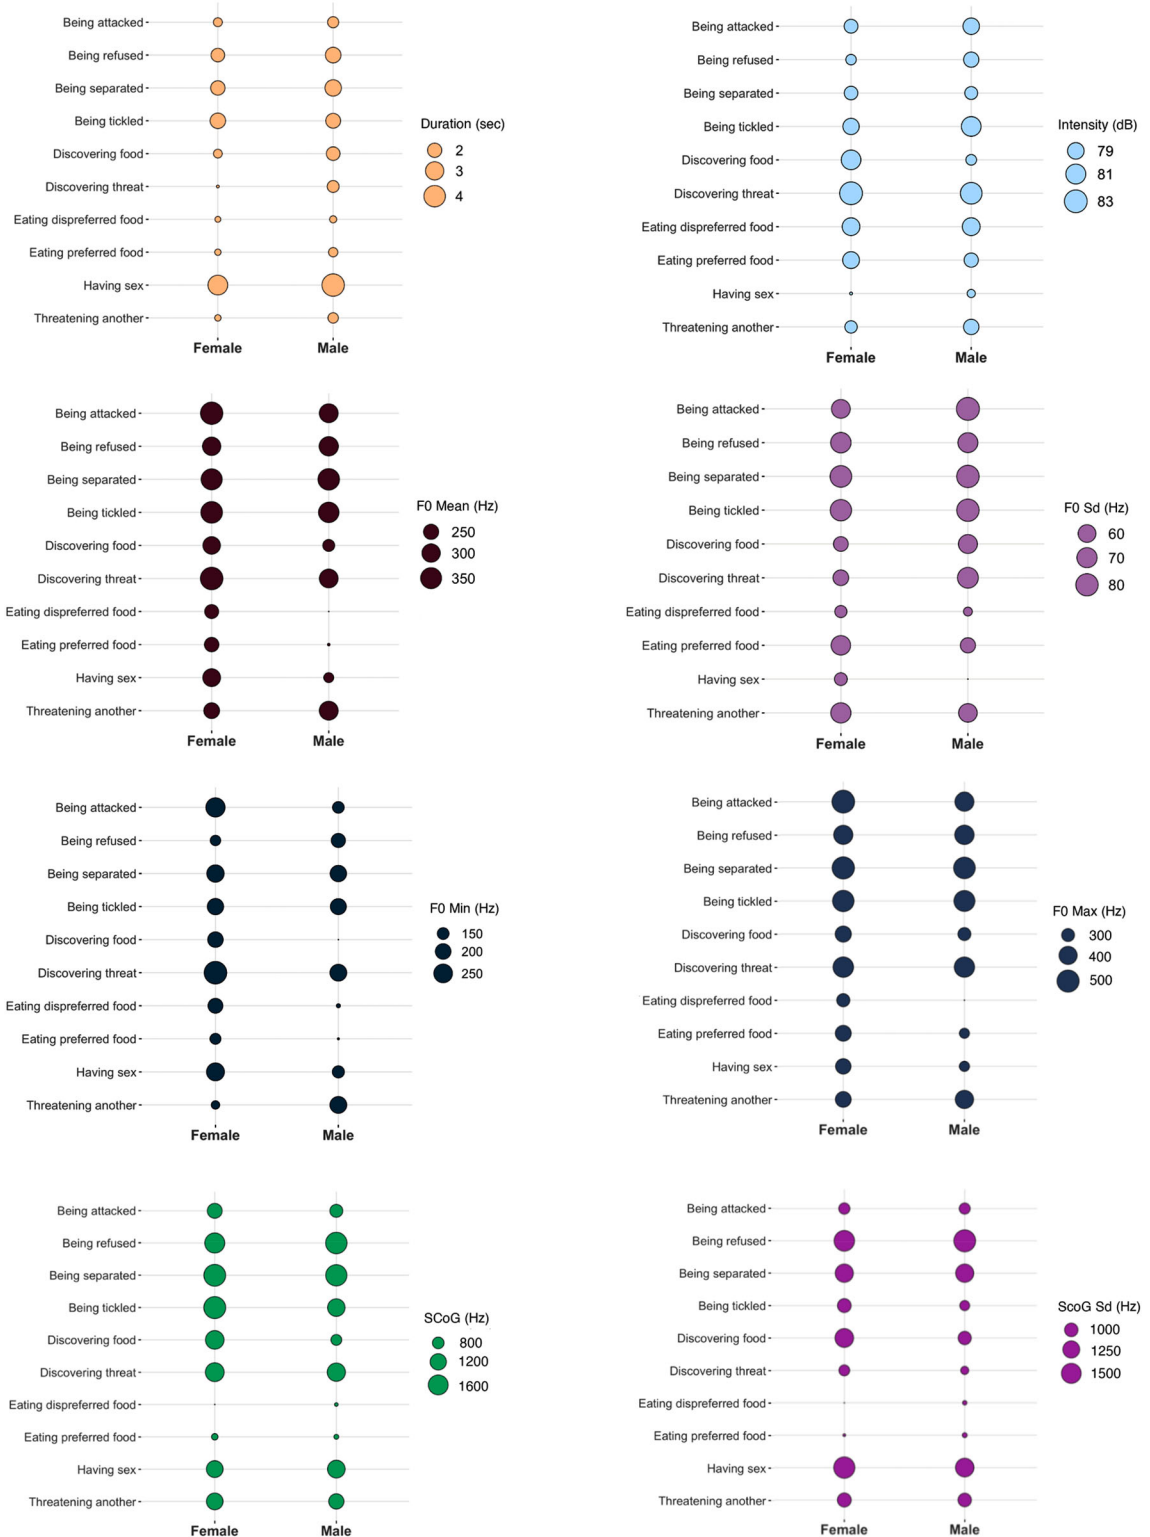 Being attacked
Being refused
Being separated
Being tickled
Discovering food
Discovering threat
Eating dispreferred food
Eating preferred food
Having sex
Threatening another
Female Male
Duration (sec)
2
3
4
Being attacked
Being refused
Being separated
Being tickled
Discovering food
Discovering threat
Eating dispreferred food
Eating preferred food
Having sex
Threatening another
Female Male
Intensity (dB)
79
81
83
Being attacked
Being refused
Being separated
Being tickled
Discovering food
Discovering threat
Eating dispreferred food
Eating preferred food
Having sex
Threatening another
Female Male
F0 Mean (Hz)
250
300
350
Being attacked
Being refused
Being separated
Being tickled
Discovering food
Discovering threat
Eating dispreferred food
Eating preferred food
Having sex
Threatening another
Female Male
F0 Sd (Hz)
60
70
80
Being attacked
Being refused
Being separated
Being tickled
Discovering food
Discovering threat
Eating dispreferred food
Eating preferred food
Having sex
Threatening another
Female Male
F0 Min (Hz)
150
200
250
Being attacked
Being refused
Being separated
Being tickled
Discovering food
Discovering threat
Eating dispreferred food
Eating preferred food
Having sex
Threatening another
Female Male
F0 Max (Hz)
300
400
500
Being attacked
Being refused
Being separated
Being tickled
Discovering food
Discovering threat
Eating dispreferred food
Eating preferred food
Having sex
Threatening another
Female Male
SCoG (Hz)
800
1200
1600
Being attacked
Being refused
Being separated
Being tickled
Discovering food
Discovering threat
Eating dispreferred food
Eating preferred food
Having sex
Threatening another
Female Male
ScoG Sd (Hz)
1000
1250
1500